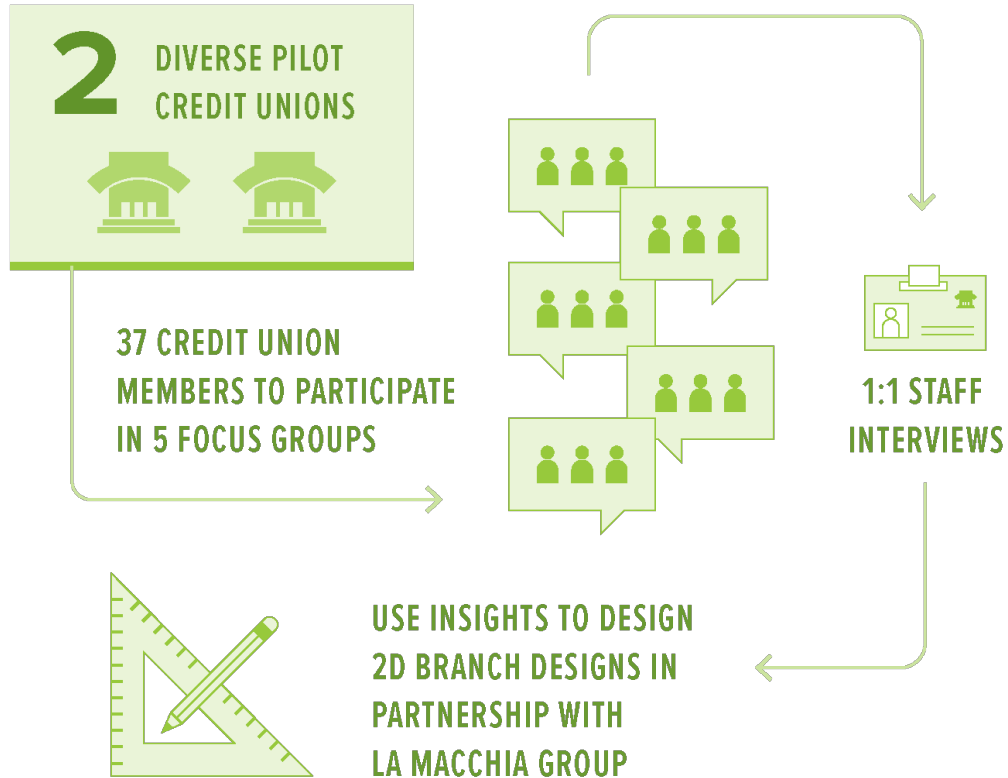 2
DIVERSE PILOT
CREDIT UNIONS
37 CREDIT UNION
MEMBERS TO PARTICIPATE
IN 5 FOCUS GROUPS
1:1 STAFF
INTERVIEWS
USE INSIGHTS TO DESIGN
2D BRANCH DESIGNS IN
PARTNERSHIP WITH
LA MACCHIA GROUP